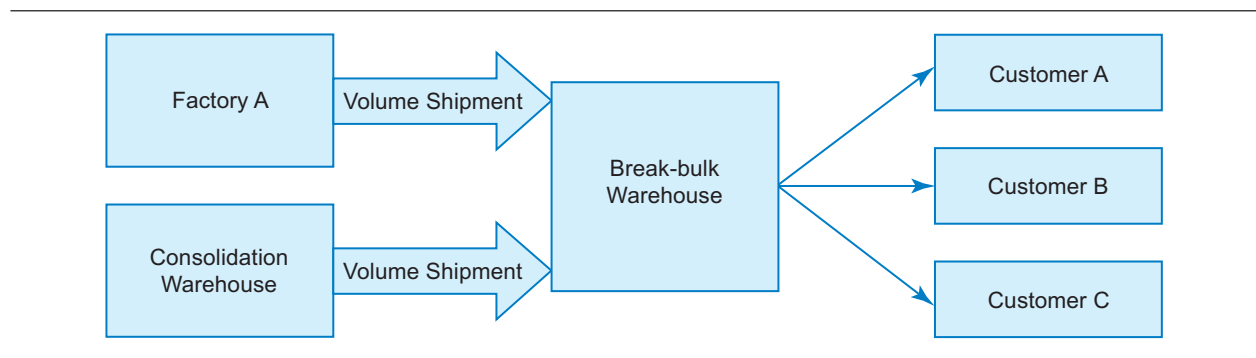 Factory A
Volume Shipment
Consolidation
Warehouse
Volume Shipment
Break-bulk
Warehouse
Customer A
Customer B
Customer C